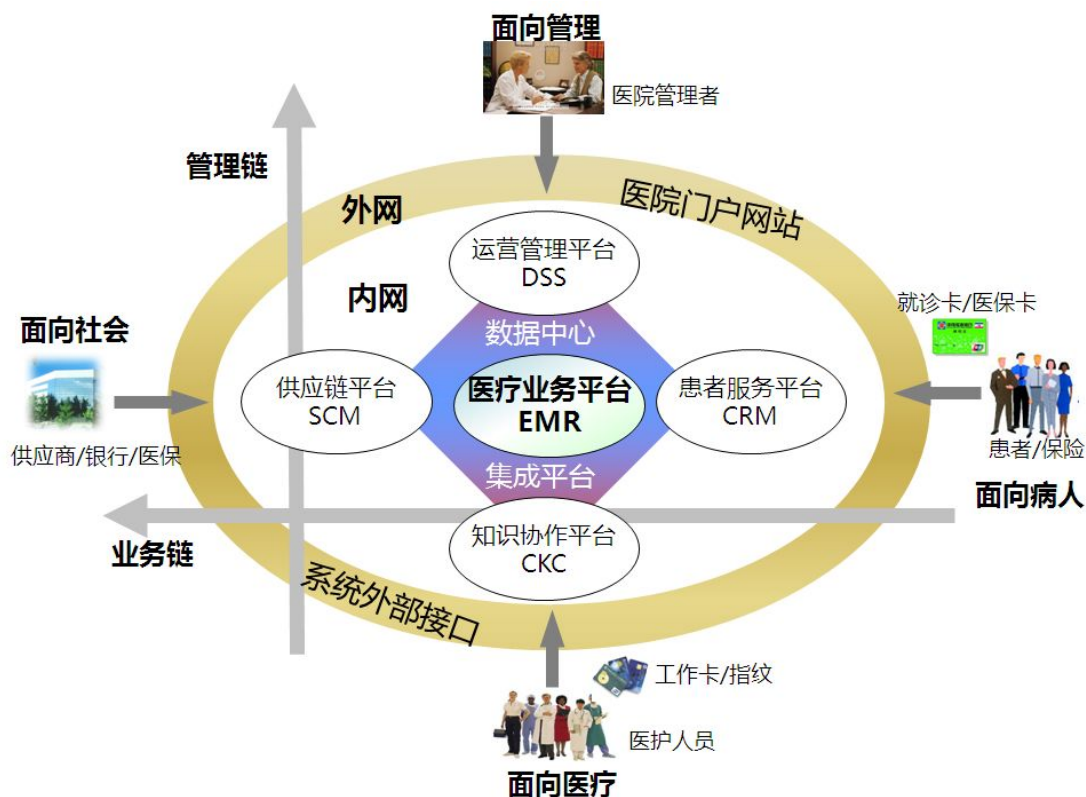 面向管理
医院管理者
管理链
外网
医院门户网站
运营管理平台
DSS
内网
数据中心
就诊卡/医保卡
面向社会
供应链平台
SCM
医疗业务平台
EMR
患者服务平台
CRM
供应商/银行/医保
患者/保险
集成平台
面向病人
知识协作平台
CKC
业务链
系统外部接口
工作卡/指纹
医护人员
面向医疗